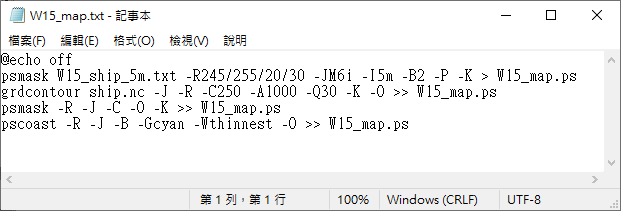 W15_map.txt - 記事本
檔案(F) 編輯(E) 格式(O) 檢視(V) 說明
@echo off
psmask W15_ship_5m.txt -R245/255/20/30 -JM6i -I5m -B2 -P -K > W15_map.ps
grdcontour ship.nc -J -R -C250 -A1000 -Q30 -K -O >> W15_map.ps
psmask -R -J -C -O -K >> W15_map.ps
pscoast -R -J -B -Gcyan -Wthinnest -O >> W15_map.ps
第 1 列，第 1 行 100% Windows (CRLF) UTF-8